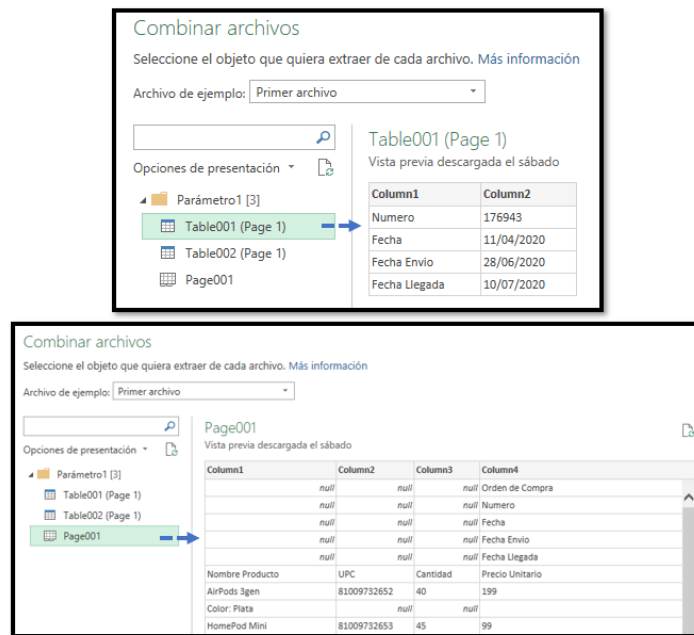 Combinar archivos
Seleccione el objeto que quiera extraer de cada archivo. Más información
Archivo de ejemplo: Primer archivo
Opciones de presentación
Parámetro1 [3]
Table001 (Page 1)
Table002 (Page 1)
Page001
Table001 (Page 1)
Vista previa descargada el sábado
Column1 Column2
Numero 176943
Fecha 11/04/2020
Fecha Envio 28/06/2020
Fecha Llegada 10/07/2020
Combinar archivos
Seleccione el objeto que quiera extraer de cada archivo. Más información
Archivo de ejemplo: Primer archivo
Opciones de presentación
Parámetro1 [3]
Table001 (Page 1)
Table002 (Page 1)
Page001
Page001
Vista previa descargada el sábado
Column1 Column2 Column3 Column4
null null null Orden de Compra
null null null Numero
null null null Fecha
null null null Fecha Envio
null null null Fecha Llegada
Nombre Producto UPC Cantidad Precio Unitario
AirPods 3gen 81009732652 40 199
Color: Plata null null
HomePod Mini 81009732653 45 99